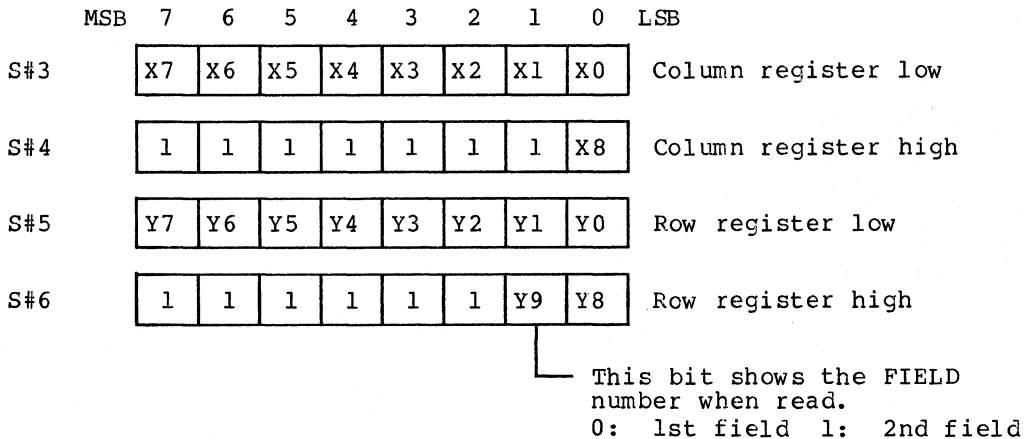 MSB 7 6 5 4 3 2 1 0 LSB
S#3 X7 X6 X5 X4 X3 X2 X1 X0 Column register low
S#4 1 1 1 1 1 1 1 X8 Column register high
S#5 Y7 Y6 Y5 Y4 Y3 Y2 Y1 Y0 Row register low
S#6 1 1 1 1 1 1 Y9 Y8 Row register high
This bit shows the FIELD
number when read.
0: 1st field 1: 2nd field